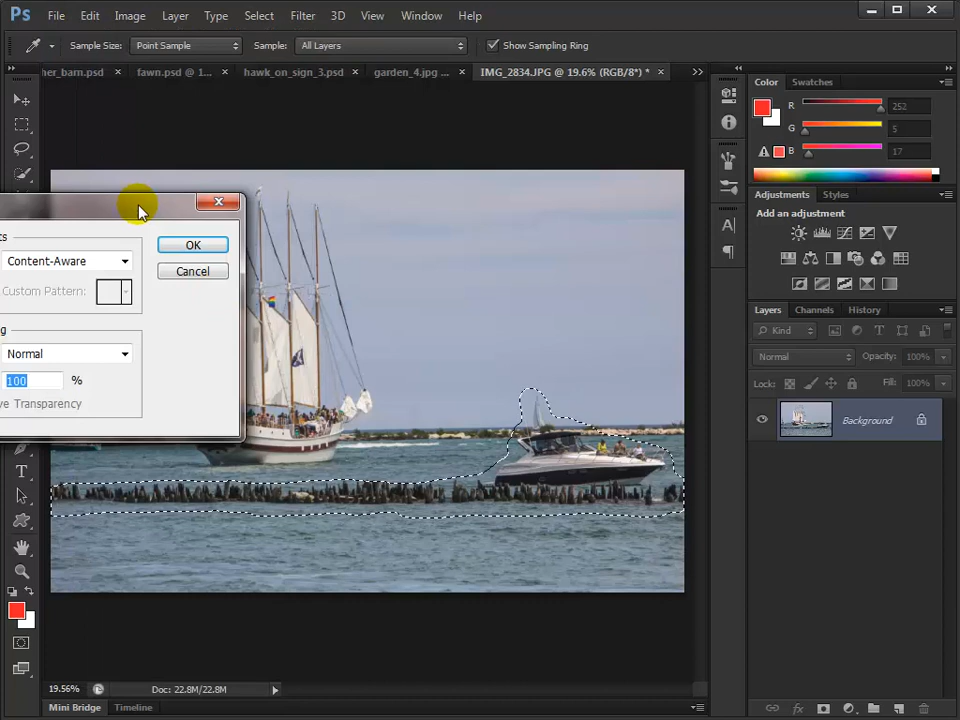 Ps File Edit Image Layer Type Select Filter 3D View Window Help
Sample Size: Point Sample Sample: All Layers Show Sampling Ring
her_barn.psd × fawn.psd @ 1... × hawk_on_sign_3.psd × garden_4.jpg ... × IMG_2834.JPG @ 19.6% (RGB/8*) * ×
Color Swatches
R 252
G 5
B 17
Adjustments Styles
Add an adjustment
Layers Channels History
Kind
Normal Opacity: 100%
Lock: Fill: 100%
Background
ts
Content-Aware
Custom Pattern:
OK
Cancel
g
Normal
100 %
ve Transparency
19.56% Doc: 22.8M/22.8M
Mini Bridge Timeline